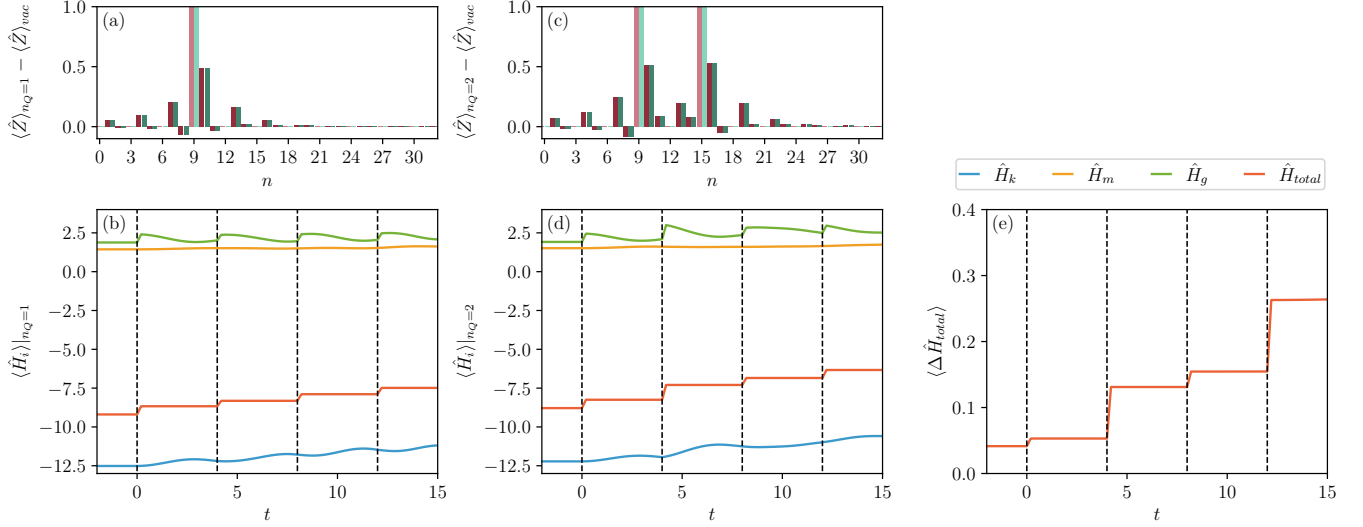 (a)
⟨Ẑ⟩_{n_Q=1} − ⟨Ẑ⟩_{vac}
1.0
0.5
0.0
0 3 6 9 12 15 18 21 24 27 30
n
(c)
⟨Ẑ⟩_{n_Q=2} − ⟨Ẑ⟩_{vac}
1.0
0.5
0.0
0 3 6 9 12 15 18 21 24 27 30
n
Ĥ_k Ĥ_m Ĥ_g Ĥ_{total}
(b)
⟨Ĥ_i⟩|_{n_Q=1}
2.5
0.0
−2.5
−5.0
−7.5
−10.0
−12.5
0 5 10 15
t
(d)
⟨Ĥ_i⟩|_{n_Q=2}
2.5
0.0
−2.5
−5.0
−7.5
−10.0
−12.5
0 5 10 15
t
(e)
⟨ΔĤ_{total}⟩
0.4
0.3
0.2
0.1
0.0
0 5 10 15
t